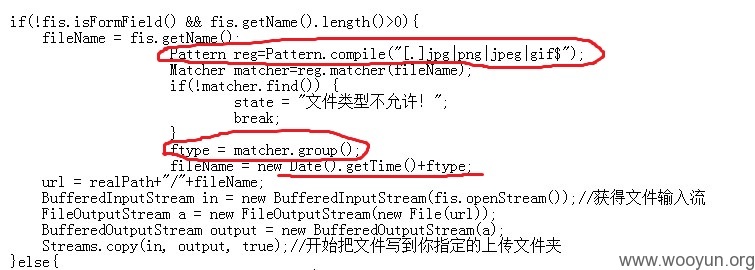 if(!fis.isFormField() && fis.getName().length()>0){
fileName = fis.getName();
Pattern reg=Pattern.compile("[.]jpg|png|jpeg|gif$");
Matcher matcher=reg.matcher(fileName);
if(!matcher.find()) {
state = "文件类型不允许！";
break;
}
ftype = matcher.group();
fileName = new Date().getTime()+ftype;
url = realPath+"/"+fileName;
BufferedInputStream in = new BufferedInputStream(fis.openStream());//获得文件输入流
FileOutputStream a = new FileOutputStream(new File(url));
BufferedOutputStream output = new BufferedOutputStream(a);
Streams.copy(in, output, true);//开始把文件写到你指定的上传文件夹
}else{
www.wooyun.org